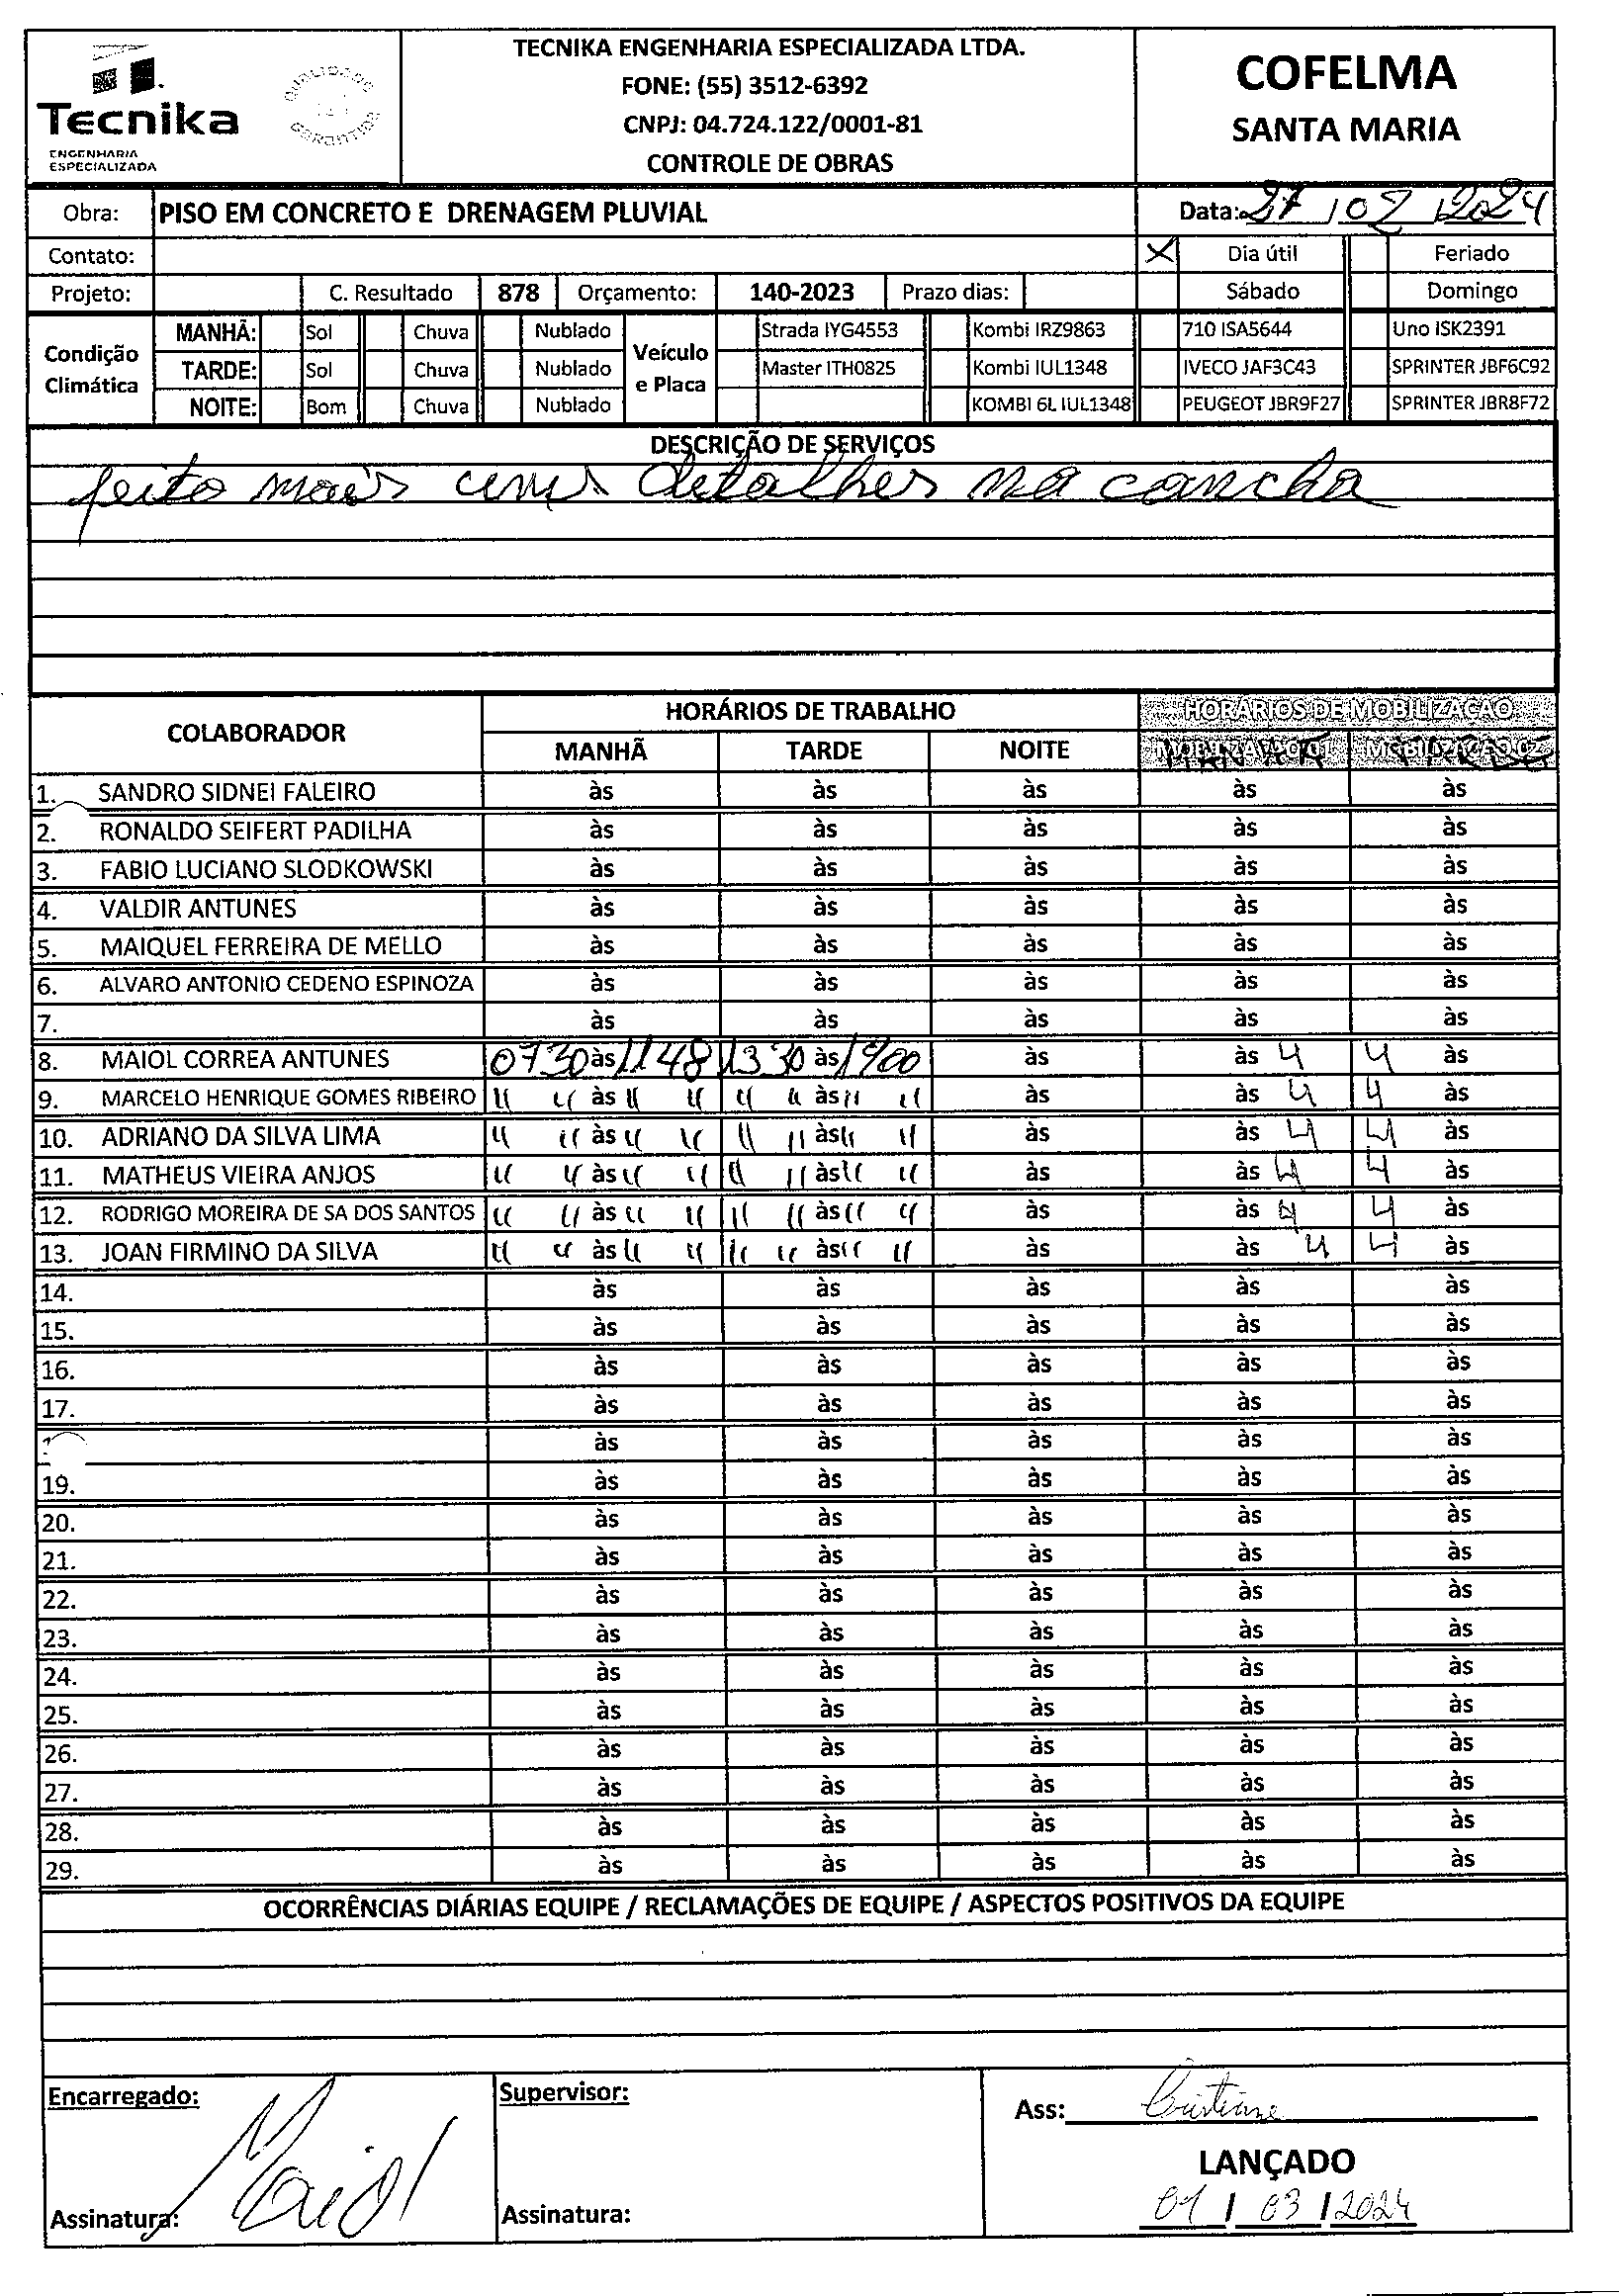 Tecnika
ENGENHARIA
ESPECIALIZADA
QUALIDADE
GARANTIDA
TECNIKA ENGENHARIA ESPECIALIZADA LTDA.
FONE: (55) 3512-6392
CNPJ: 04.724.122/0001-81
CONTROLE DE OBRAS
COFELMA
SANTA MARIA
Obra: PISO EM CONCRETO E DRENAGEM PLUVIAL Data: 27/02/2024
Contato: X Dia útil Feriado
Projeto: C. Resultado 878 Orçamento: 140-2023 Prazo dias: Sábado Domingo
Condição Climática
MANHÃ: Sol Chuva Nublado
TARDE: Sol Chuva Nublado
NOITE: Bom Chuva Nublado
Veículo e Placa
Strada IYG4553 Kombi IRZ9863 710 ISA5644 Uno ISK2391
Master ITH0825 Kombi IUL1348 IVECO JAF3C43 SPRINTER JBF6C92
KOMBI 6L IUL1348 PEUGEOT JBR9F27 SPRINTER JBR8F72
DESCRIÇÃO DE SERVIÇOS
feito mais uns detalhes na cancha
COLABORADOR HORÁRIOS DE TRABALHO HORÁRIOS DE MOBILIZAÇÃO
MANHÃ TARDE NOITE MOBILIZAÇÃO 01 MOBILIZAÇÃO 02
MANHÃ TARDE
1. SANDRO SIDNEI FALEIRO às às às às às
2. RONALDO SEIFERT PADILHA às às às às às
3. FABIO LUCIANO SLODKOWSKI às às às às às
4. VALDIR ANTUNES às às às às às
5. MAIQUEL FERREIRA DE MELLO às às às às às
6. ALVARO ANTONIO CEDENO ESPINOZA às às às às às
7. às às às às às
8. MAIOL CORREA ANTUNES 0730 às 1148 1330 às 1900 às às 4 4 às
9. MARCELO HENRIQUE GOMES RIBEIRO " " às " " " " às " " às às 4 4 às
10. ADRIANO DA SILVA LIMA " " às " " " " às " " às às 4 4 às
11. MATHEUS VIEIRA ANJOS " " às " " " " às " " às às 4 4 às
12. RODRIGO MOREIRA DE SA DOS SANTOS " " às " " " " às " " às às 4 4 às
13. JOAN FIRMINO DA SILVA " " às " " " " às " " às às 4 4 às
14. às às às às às
15. às às às às às
16. às às às às às
17. às às às às às
às às às às às
19. às às às às às
20. às às às às às
21. às às às às às
22. às às às às às
23. às às às às às
24. às às às às às
25. às às às às às
26. às às às às às
27. às às às às às
28. às às às às às
29. às às às às às
OCORRÊNCIAS DIÁRIAS EQUIPE / RECLAMAÇÕES DE EQUIPE / ASPECTOS POSITIVOS DA EQUIPE
Encarregado:
Maiol
Assinatura:
Supervisor:
Assinatura:
Ass: Cristiane
LANÇADO
01/03/2024